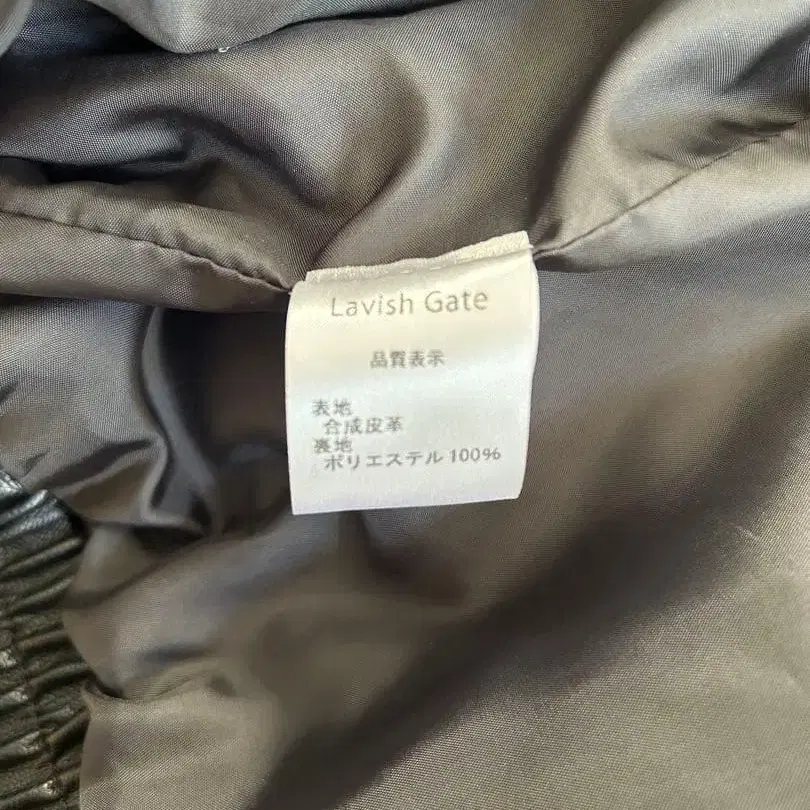 Lavish Gate
品質表示
表地
合成皮革
裏地
ポリエステル 100%